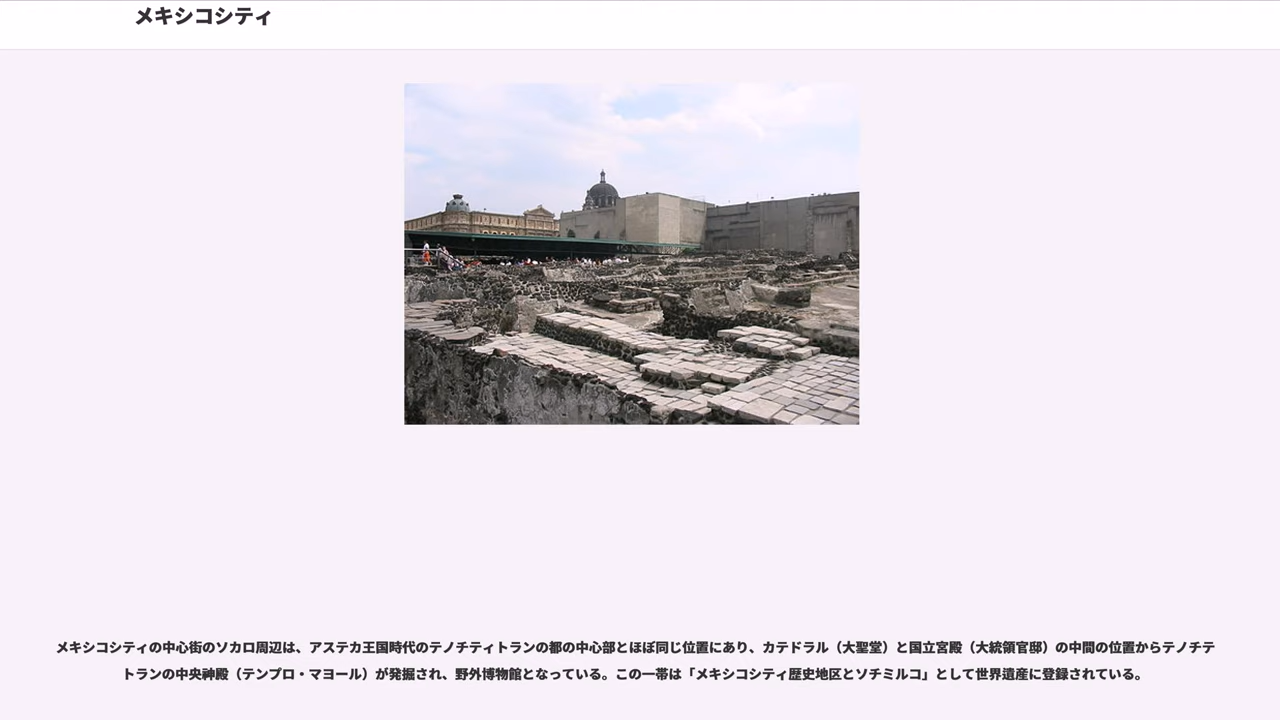 メキシコシティ
メキシコシティの中心街のソカロ周辺は、アステカ王国時代のテノチティトランの都の中心部とほぼ同じ位置にあり、カテドラル（大聖堂）と国立宮殿（大統領官邸）の中間の位置からテノチテ
トランの中央神殿（テンプロ・マヨール）が発掘され、野外博物館となっている。この一帯は「メキシコシティ歴史地区とソチミルコ」として世界遺産に登録されている。